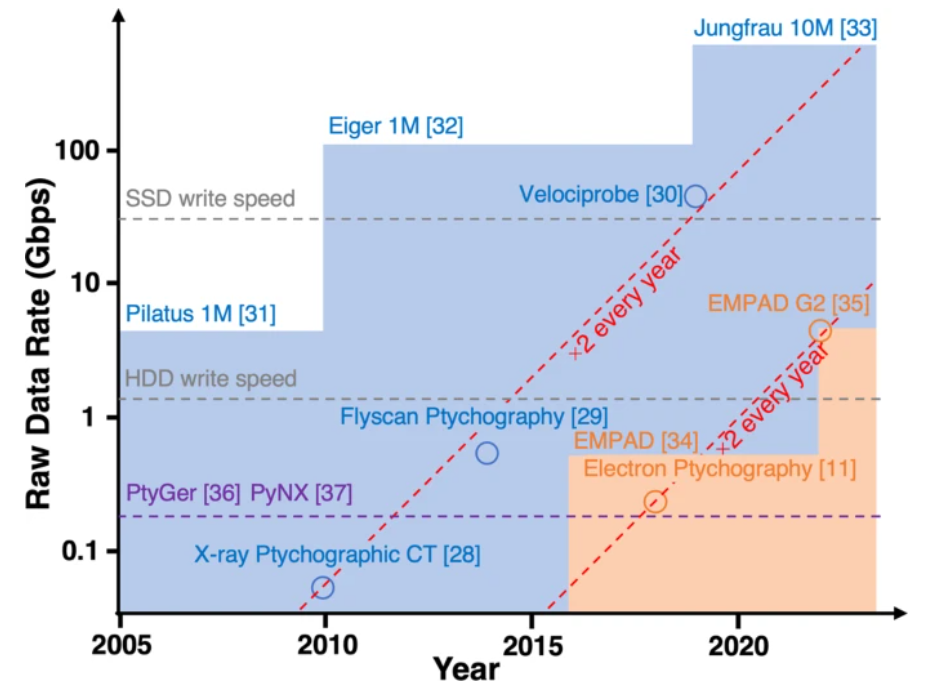 Jungfrau 10M [33]
Eiger 1M [32]
100
SSD write speed
Velociprobe [30]
×2 every year
10
Pilatus 1M [31]
EMPAD G2 [35]
HDD write speed
×2 every year
1
Flyscan Ptychography [29]
EMPAD [34]
Electron Ptychography [11]
PtyGer [36] PyNX [37]
0.1
X-ray Ptychographic CT [28]
Raw Data Rate (Gbps)
2005 2010 2015 2020
Year